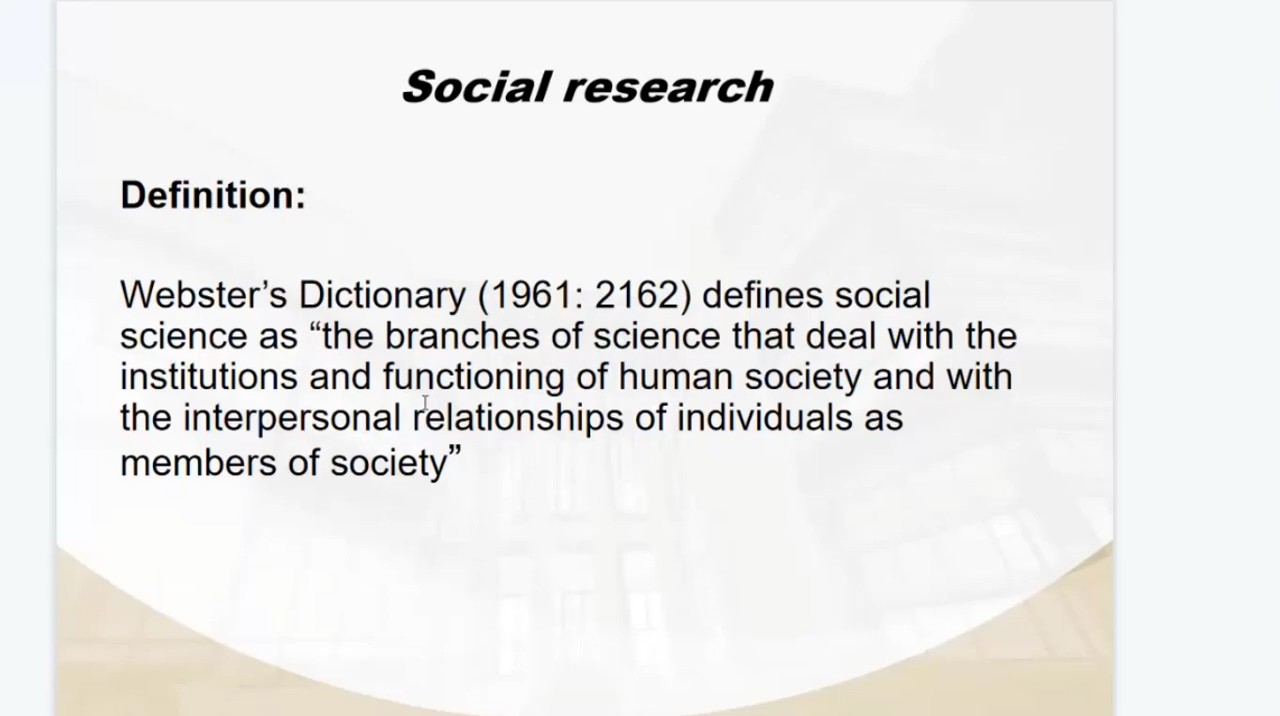 Social research
Definition:
Webster’s Dictionary (1961: 2162) defines social
science as “the branches of science that deal with the
institutions and functioning of human society and with
the interpersonal relationships of individuals as
members of society”